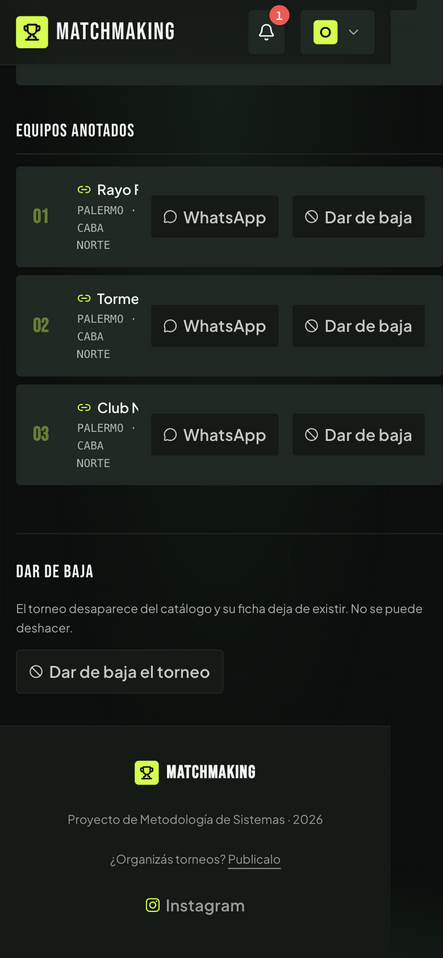 MATCHMAKING
1
O
EQUIPOS ANOTADOS
01
Rayo
PALERMO ·
CABA
NORTE
WhatsApp
Dar de baja
02
Torme
PALERMO ·
CABA
NORTE
WhatsApp
Dar de baja
03
Club
PALERMO ·
CABA
NORTE
WhatsApp
Dar de baja
DAR DE BAJA
El torneo desaparece del catálogo y su ficha deja de existir. No se puede
deshacer.
Dar de baja el torneo
MATCHMAKING
Proyecto de Metodología de Sistemas · 2026
¿Organizás torneos? Publicalo
Instagram